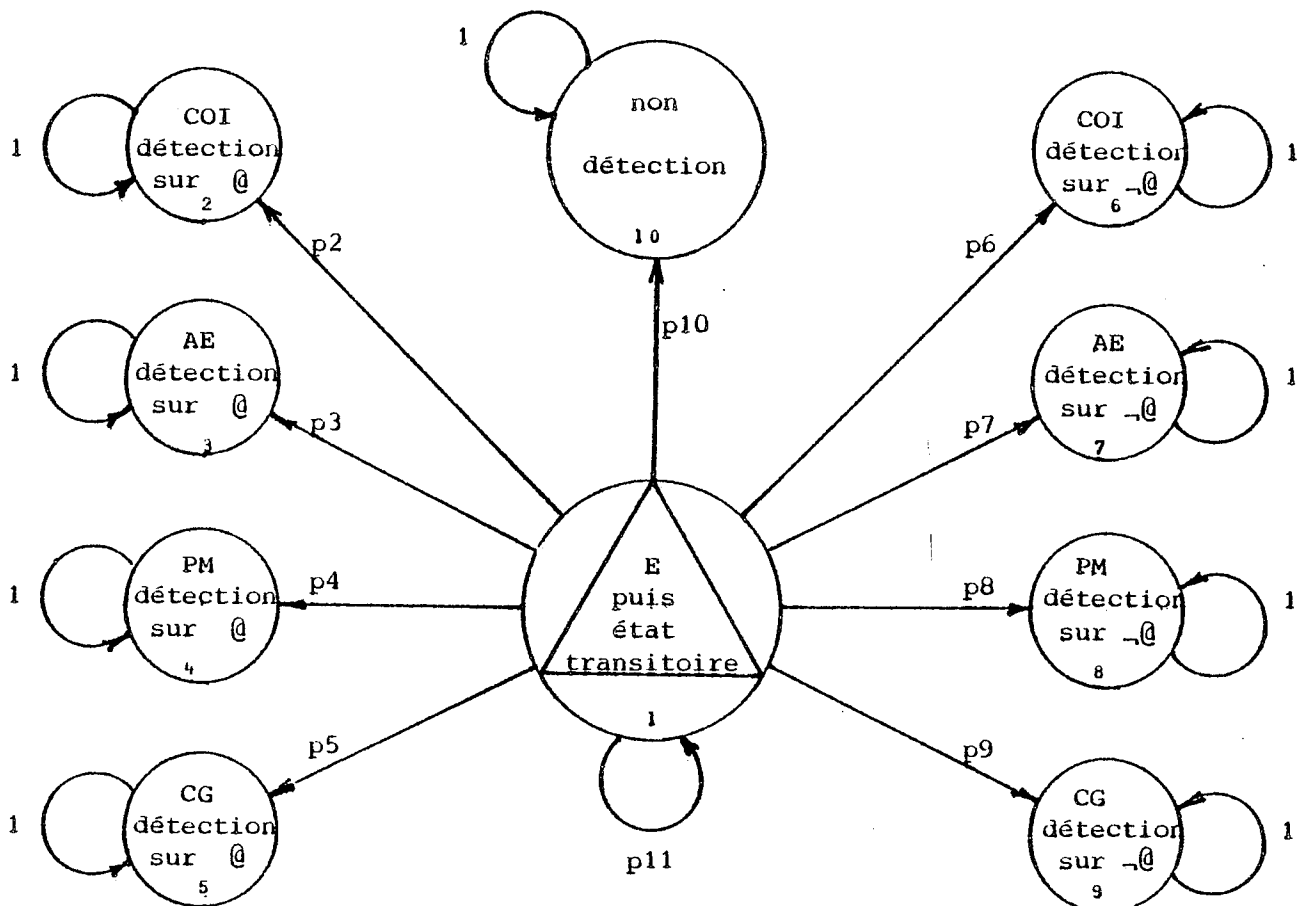 1
non
détection
10
1
COI
détection
sur @
2
COI
détection
sur ¬@
6
1
p2
p6
p10
1
AE
détection
sur @
3
AE
détection
sur ¬@
7
1
p3
p7
1
PM
détection
sur @
4
p4
E
puis
état
transitoire
1
p8
PM
détection
sur ¬@
8
1
p5
p9
1
CG
détection
sur @
5
p11
CG
détection
sur ¬@
9
1